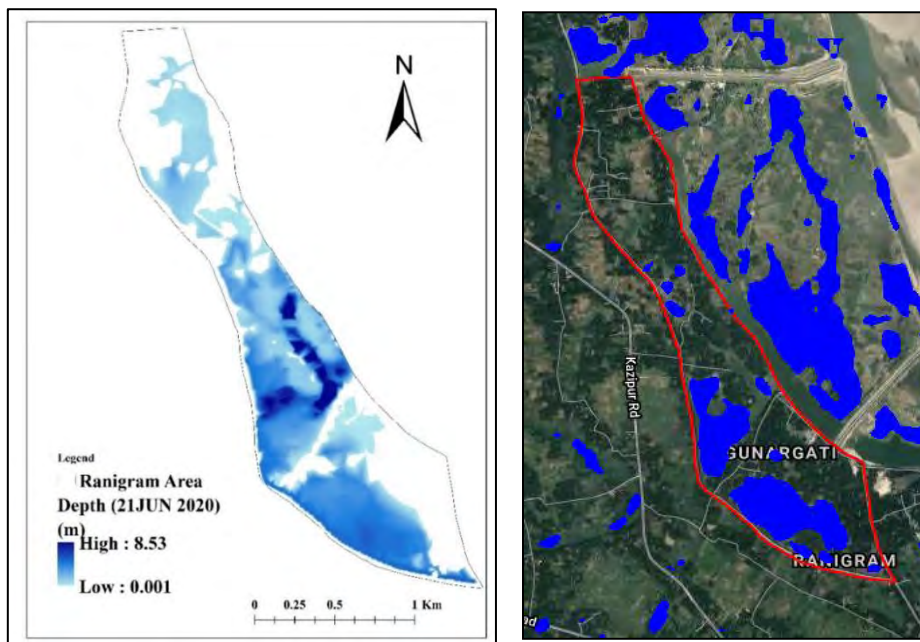 N
Legend
Ranigram Area
Depth (21JUN 2020)
(m)
High : 8.53
Low : 0.001
0 0.25 0.5 1 Km
Kazipur Rd
GUNARGATI
RANIGRAM
ad